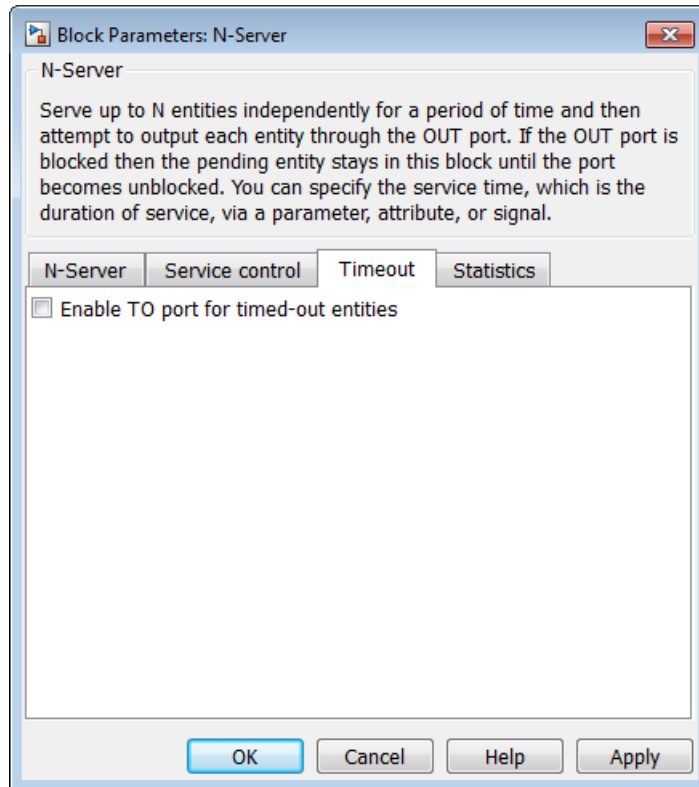 Block Parameters: N-Server
N-Server
Serve up to N entities independently for a period of time and then
attempt to output each entity through the OUT port. If the OUT port is
blocked then the pending entity stays in this block until the port
becomes unblocked. You can specify the service time, which is the
duration of service, via a parameter, attribute, or signal.
N-Server Service control Timeout Statistics
Enable TO port for timed-out entities
OK Cancel Help Apply